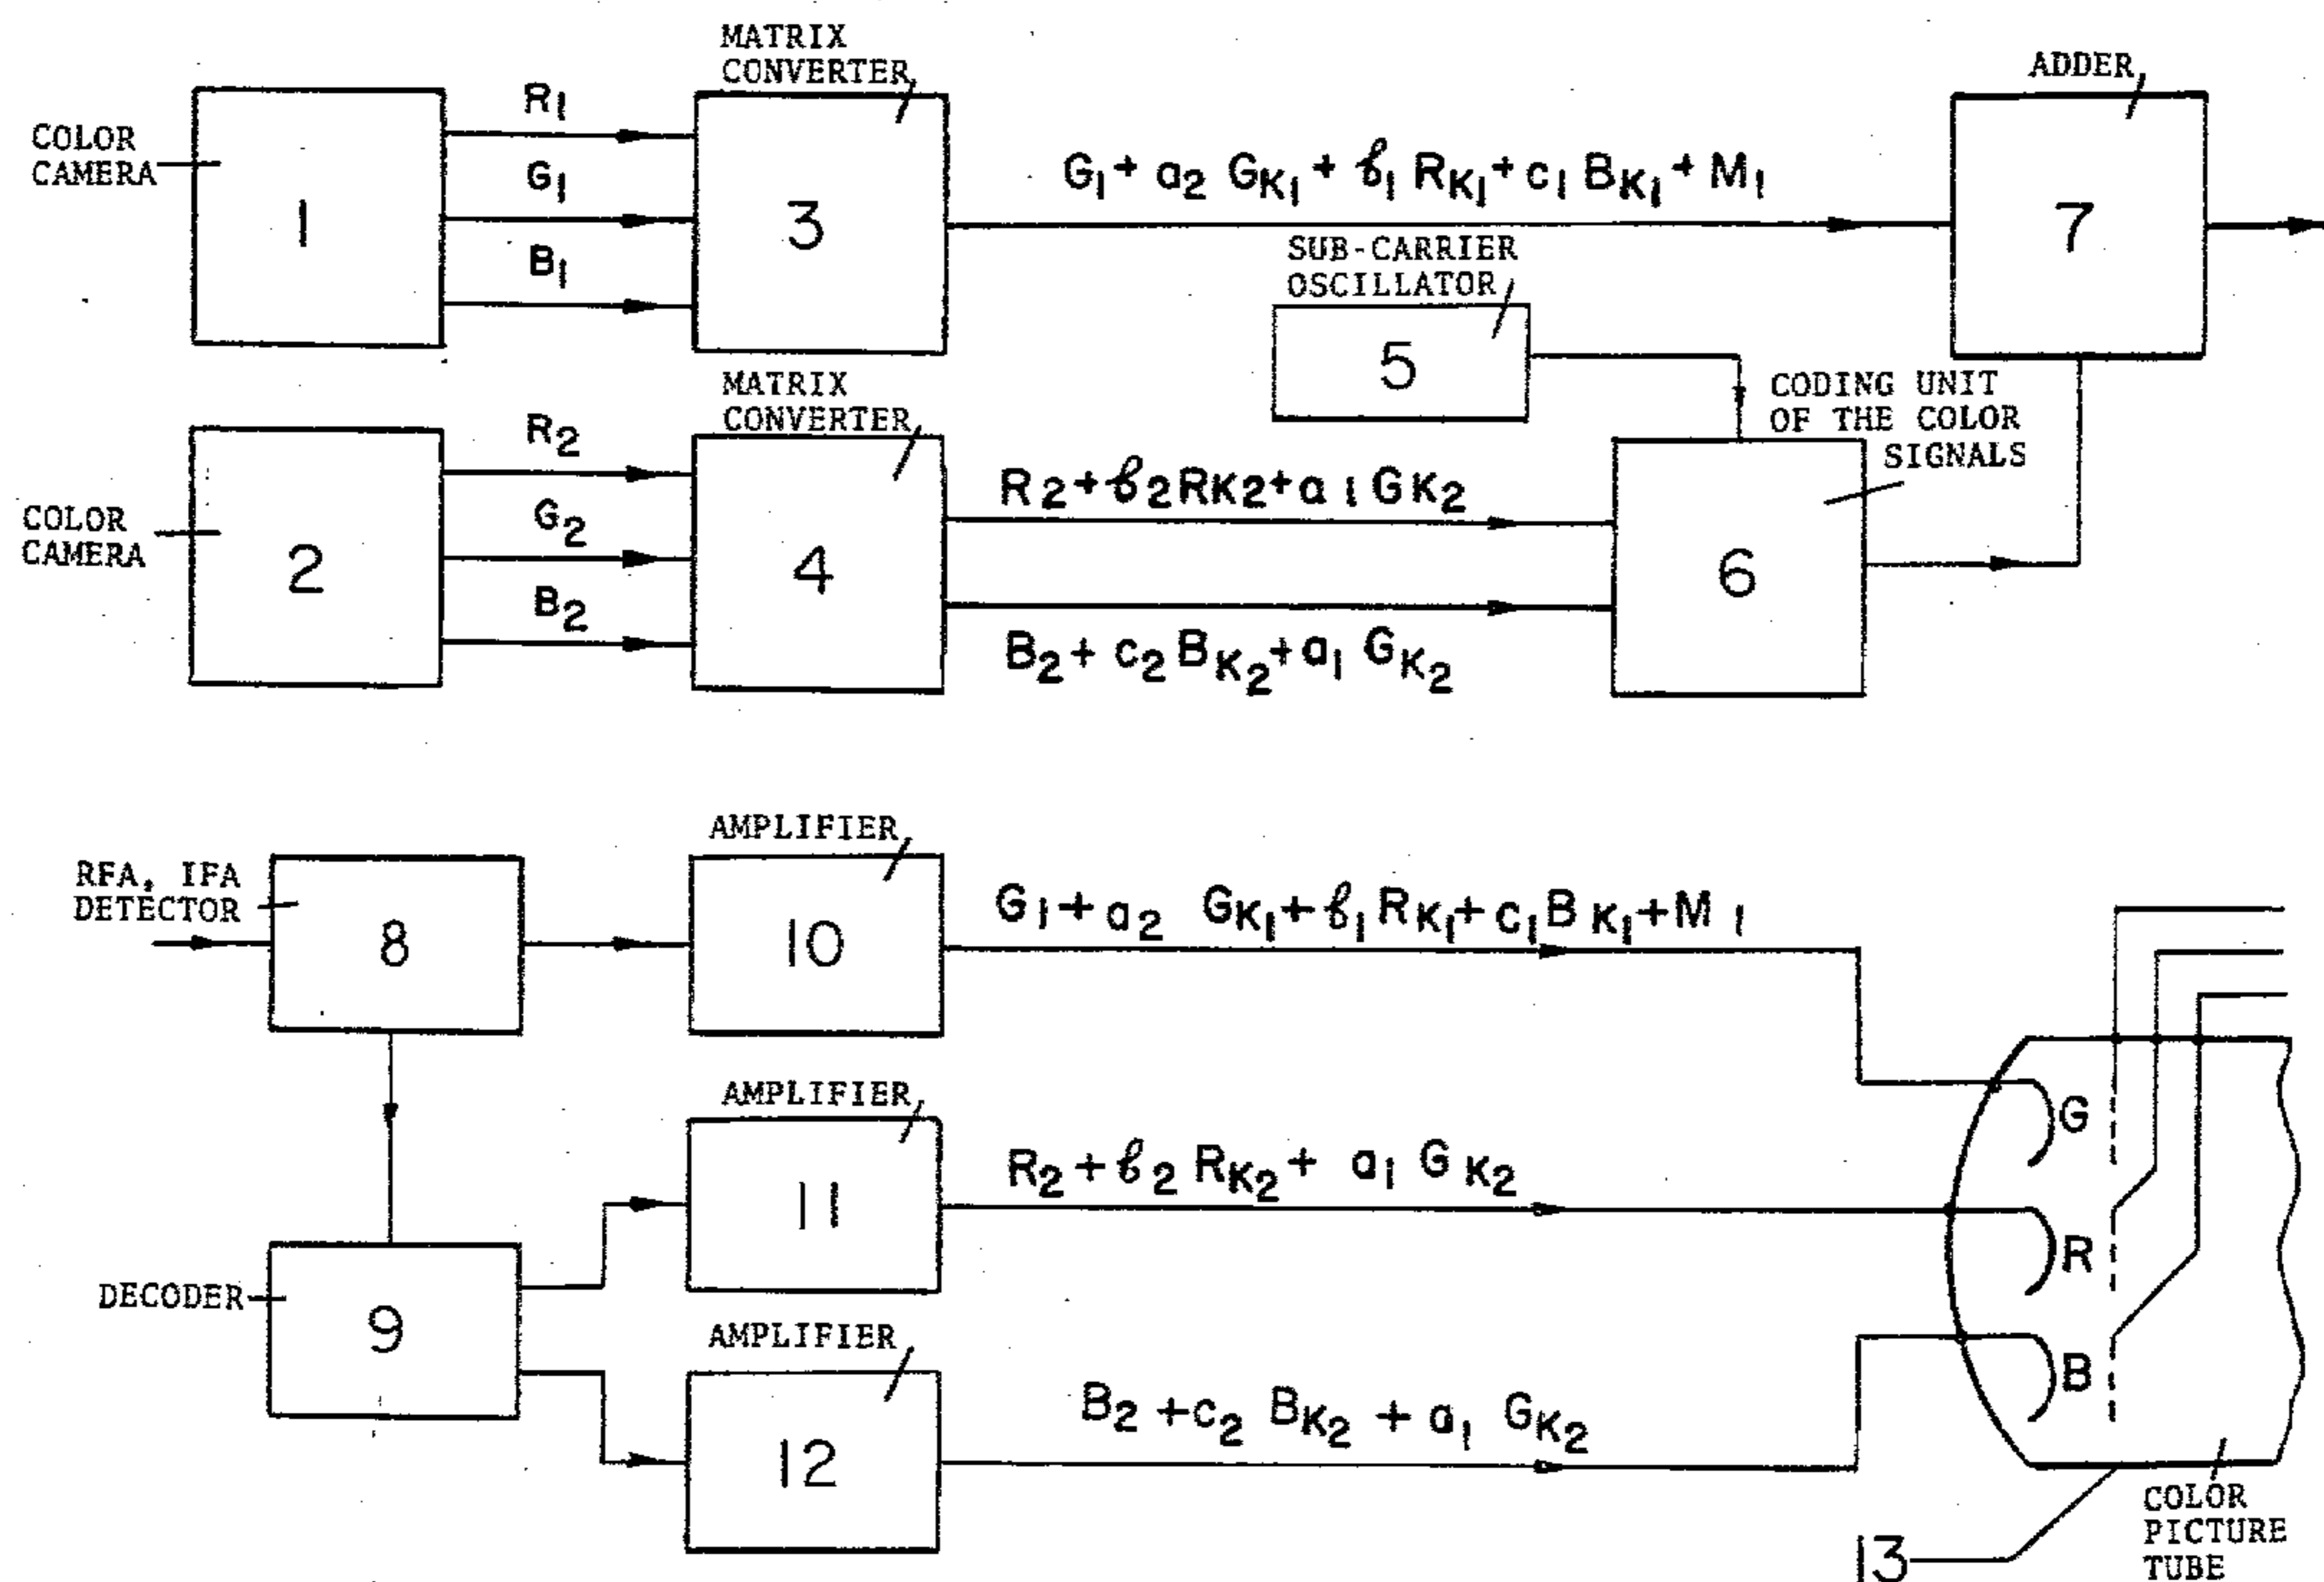 MATRIX
CONVERTER
ADDER
COLOR
CAMERA
R1
G1
B1
1
3
G1 + a2 GK1 + b1 RK1 + c1 BK1 + M1
7
SUB-CARRIER
OSCILLATOR
5
MATRIX
CONVERTER
CODING UNIT
OF THE COLOR
SIGNALS
COLOR
CAMERA
R2
G2
B2
2
4
R2 + b2 RK2 + a1 GK2
B2 + c2 BK2 + a1 GK2
6
RFA, IFA
DETECTOR
8
AMPLIFIER
10
G1 + a2 GK1 + b1 RK1 + c1 BK1 + M1
AMPLIFIER
11
R2 + b2 RK2 + a1 GK2
G
R
B
DECODER
9
AMPLIFIER
12
B2 + c2 BK2 + a1 GK2
COLOR
PICTURE
TUBE
13